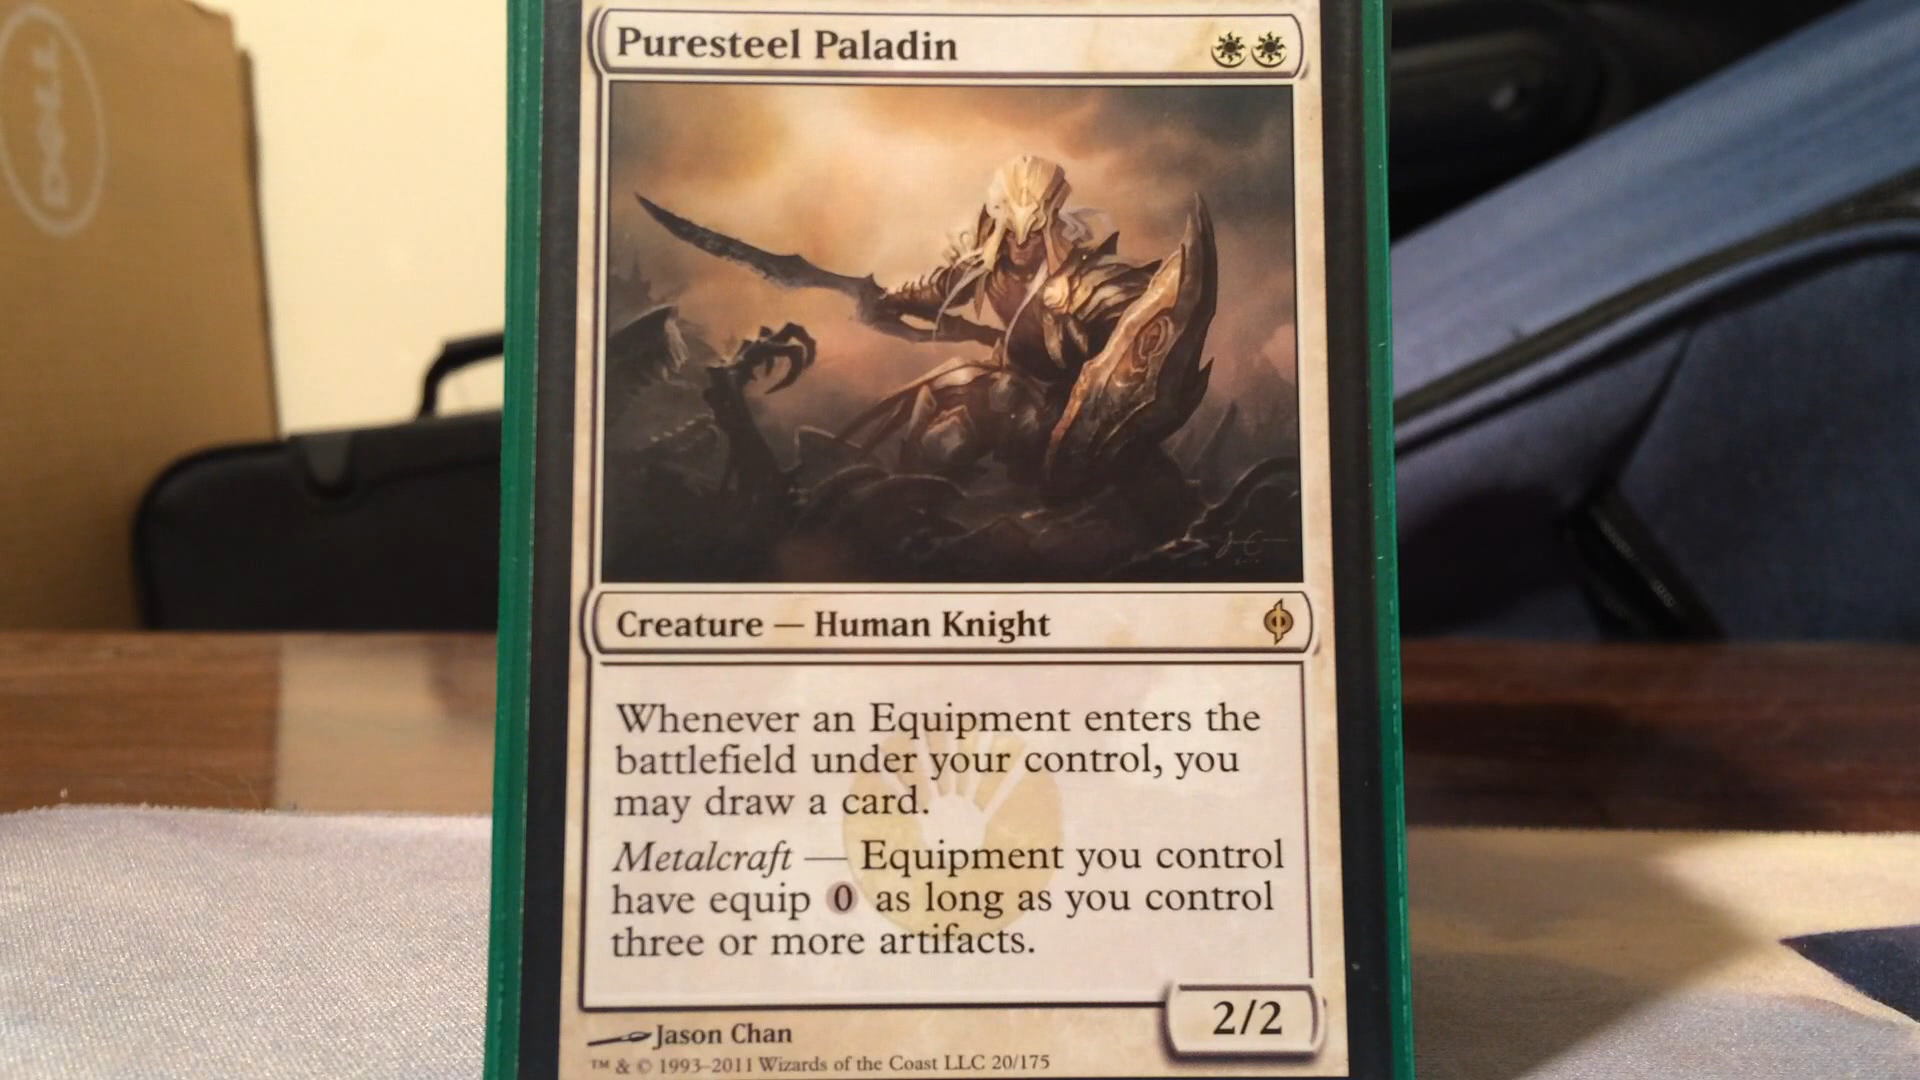 DELL
Puresteel Paladin
Creature — Human Knight
Whenever an Equipment enters the
battlefield under your control, you
may draw a card.
Metalcraft — Equipment you control
have equip 0 as long as you control
three or more artifacts.
2/2
Jason Chan
™ & © 1993–2011 Wizards of the Coast LLC 20/175